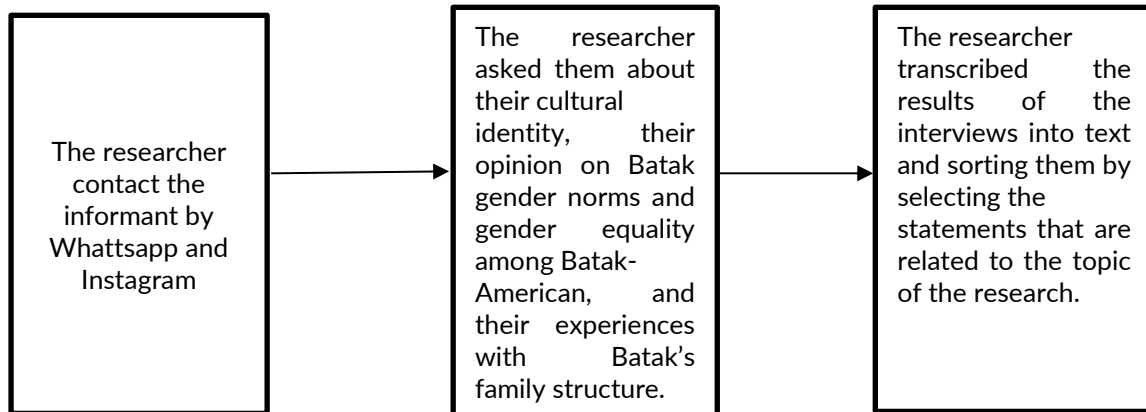 The researcher
contact the
informant by
Whattsapp and
Instagram
The researcher
asked them about
their cultural
identity, their
opinion on Batak
gender norms and
gender equality
among Batak-
American, and
their experiences
with Batak’s
family structure.
The researcher
transcribed the
results of the
interviews into text
and sorting them by
selecting the
statements that are
related to the topic
of the research.